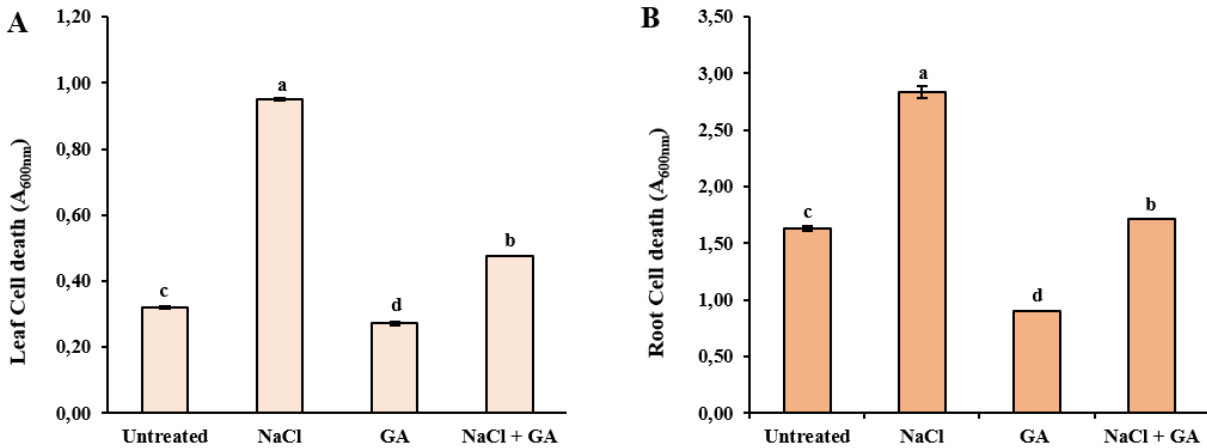 A
Leaf Cell death (A600nm)
1,20
1,00
0,80
0,60
0,40
0,20
0,00
c
a
d
b
Untreated
NaCl
GA
NaCl + GA
B
Root Cell death (A600nm)
3,50
3,00
2,50
2,00
1,50
1,00
0,50
0,00
c
a
d
b
Untreated
NaCl
GA
NaCl + GA